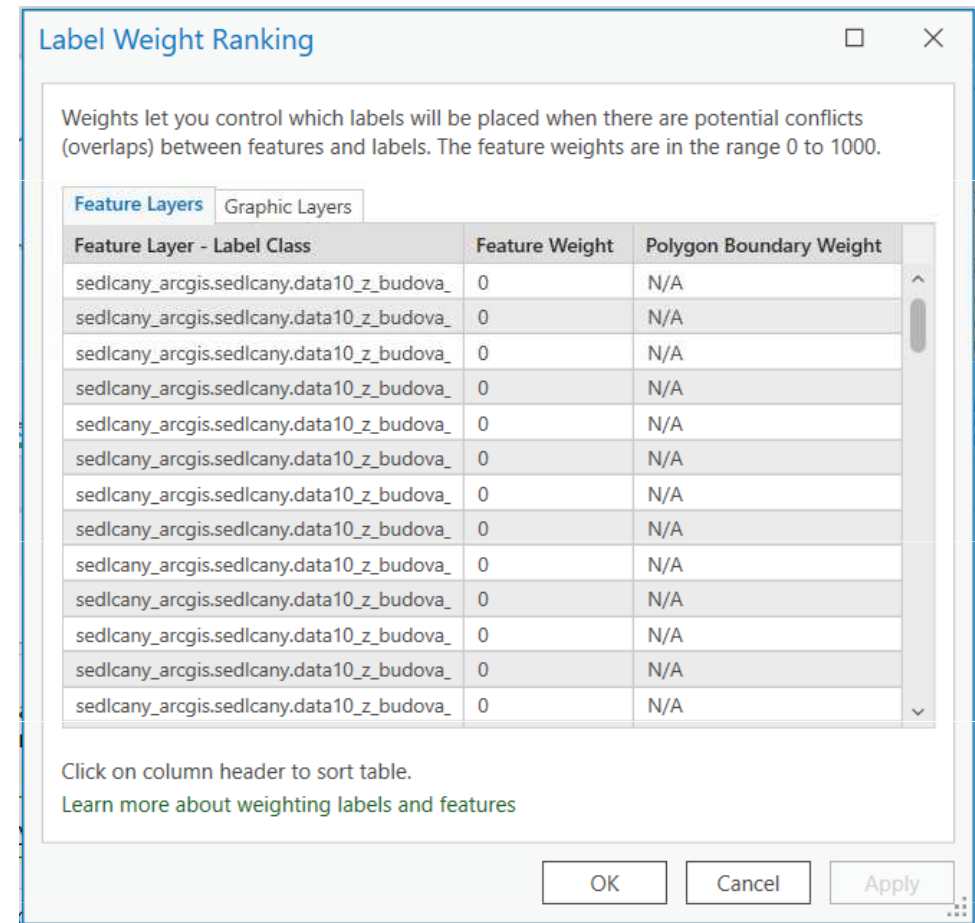 Label Weight Ranking
Weights let you control which labels will be placed when there are potential conflicts
(overlaps) between features and labels. The feature weights are in the range 0 to 1000.
Feature Layers Graphic Layers
Feature Layer - Label Class Feature Weight Polygon Boundary Weight
sedlcany_arcgis.sedlcany.data10_z_budova_ 0 N/A
sedlcany_arcgis.sedlcany.data10_z_budova_ 0 N/A
sedlcany_arcgis.sedlcany.data10_z_budova_ 0 N/A
sedlcany_arcgis.sedlcany.data10_z_budova_ 0 N/A
sedlcany_arcgis.sedlcany.data10_z_budova_ 0 N/A
sedlcany_arcgis.sedlcany.data10_z_budova_ 0 N/A
sedlcany_arcgis.sedlcany.data10_z_budova_ 0 N/A
sedlcany_arcgis.sedlcany.data10_z_budova_ 0 N/A
sedlcany_arcgis.sedlcany.data10_z_budova_ 0 N/A
sedlcany_arcgis.sedlcany.data10_z_budova_ 0 N/A
sedlcany_arcgis.sedlcany.data10_z_budova_ 0 N/A
sedlcany_arcgis.sedlcany.data10_z_budova_ 0 N/A
sedlcany_arcgis.sedlcany.data10_z_budova_ 0 N/A
Click on column header to sort table.
Learn more about weighting labels and features
OK Cancel Apply